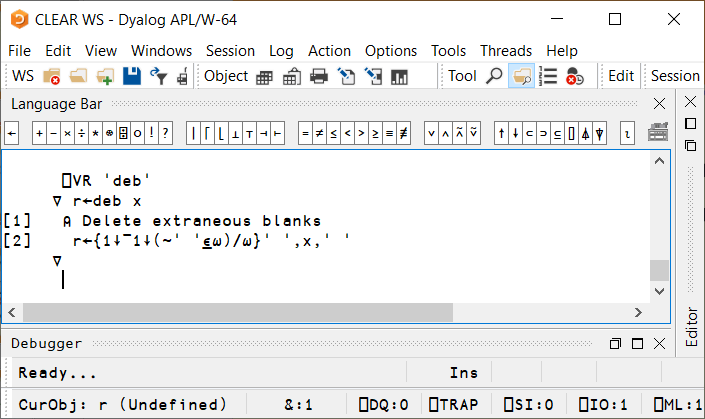 CLEAR WS - Dyalog APL/W-64
File Edit View Windows Session Log Action Options Tools Threads Help
WS Object Tool Edit Session
Language Bar
← + - × ÷ * ⍟ ⌹ ○ ! ? | ⌈ ⌊ ⊥ ⊤ ⊣ ⊢ = ≠ ≤ < > ≥ ≡ ≢ ∨ ∧ ⍲ ⍱ ↑ ↓ ⊂ ⊃ ⊆ ⌷ ⍋ ⍒ ⍳
⎕VR 'deb'
∇ r←deb x
[1] ⍝ Delete extraneous blanks
[2] r←{1↓¯1↓(~'  '⍷⍵)/⍵}' ',x,' '
∇
Editor
Debugger
Ready... Ins
CurObj: r (Undefined) &:1 ⎕DQ:0 ⎕TRAP ⎕SI:0 ⎕IO:1 ⎕ML:1